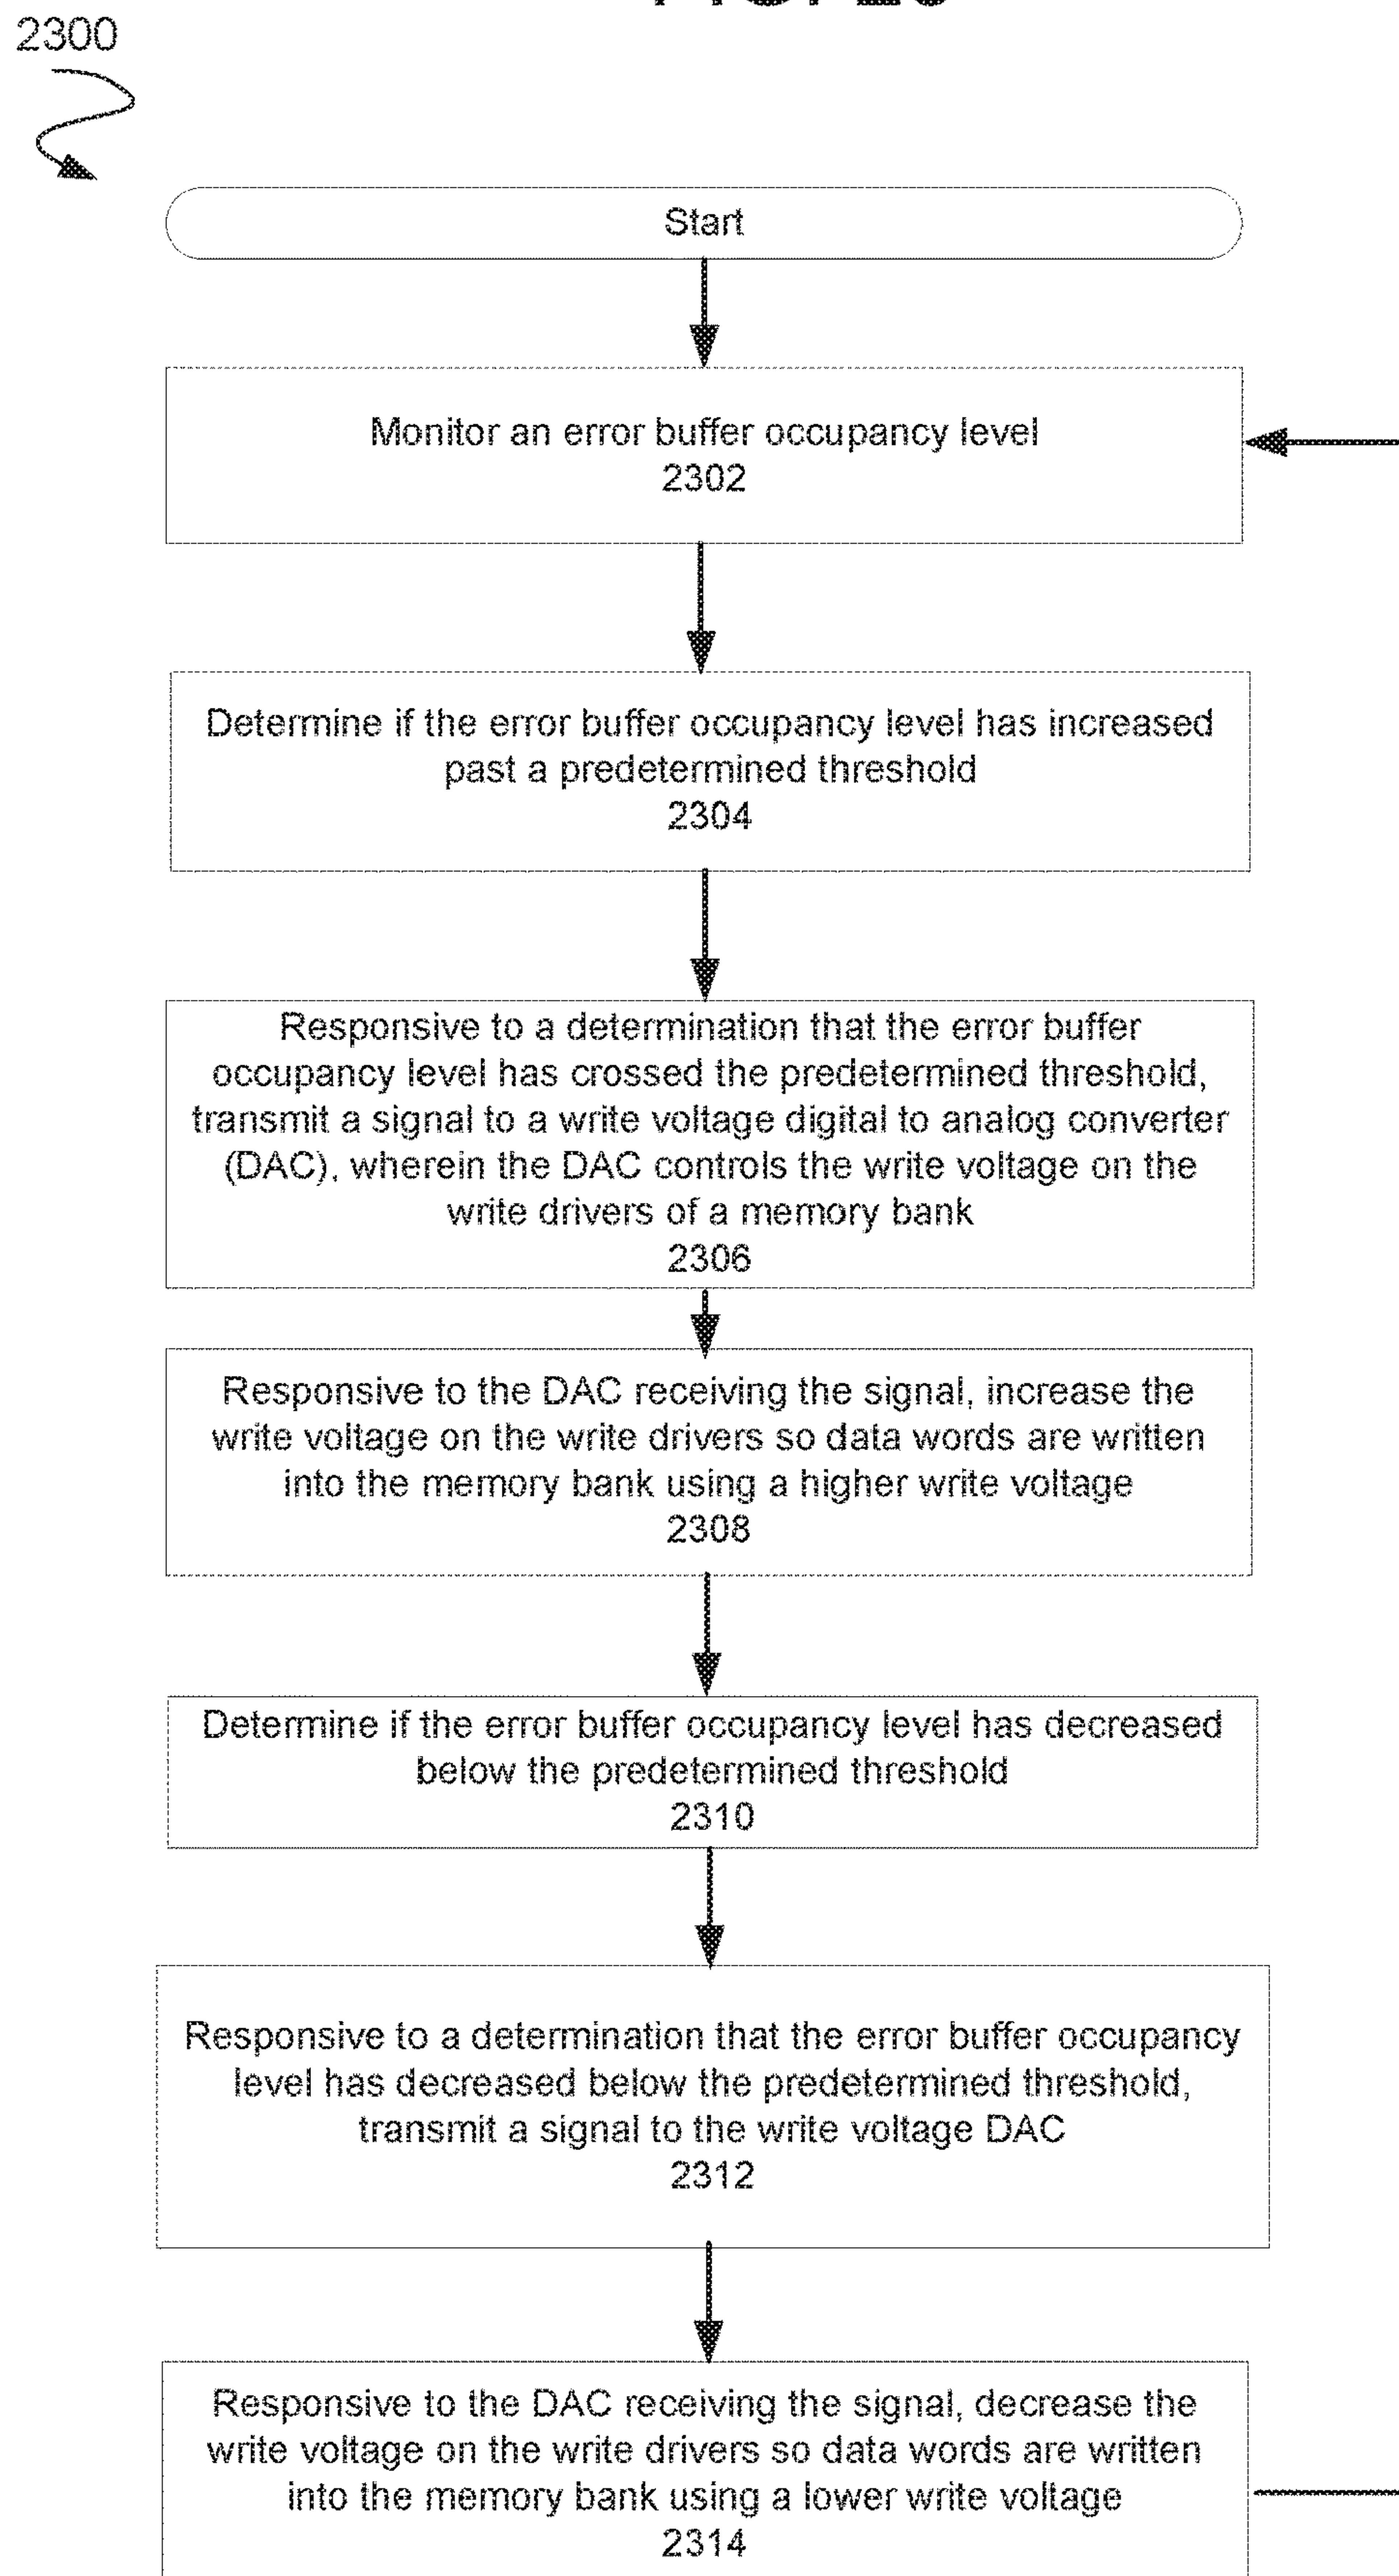 2300
Start
Monitor an error buffer occupancy level
2302
Determine if the error buffer occupancy level has increased
past a predetermined threshold
2304
Responsive to a determination that the error buffer
occupancy level has crossed the predetermined threshold,
transmit a signal to a write voltage digital to analog converter
(DAC), wherein the DAC controls the write voltage on the
write drivers of a memory bank
2306
Responsive to the DAC receiving the signal, increase the
write voltage on the write drivers so data words are written
into the memory bank using a higher write voltage
2308
Determine if the error buffer occupancy level has decreased
below the predetermined threshold
2310
Responsive to a determination that the error buffer occupancy
level has decreased below the predetermined threshold,
transmit a signal to the write voltage DAC
2312
Responsive to the DAC receiving the signal, decrease the
write voltage on the write drivers so data words are written
into the memory bank using a lower write voltage
2314